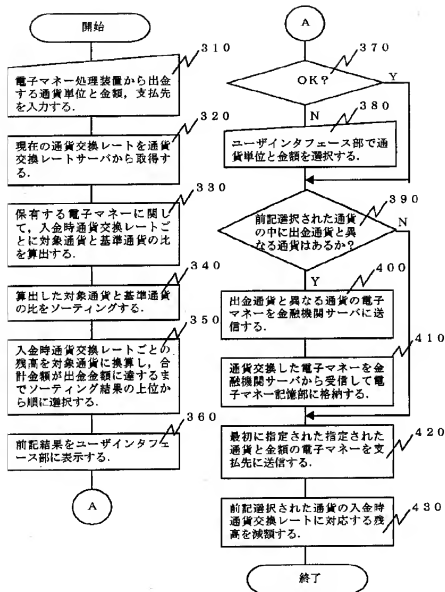 開始
310
電子マネー処理装置から出金
する通貨単位と金額，支払先
を入力する．
320
現在の通貨交換レートを通貨
交換レートサーバから取得す
る．
330
保有する電子マネーに関し
て，入金時通貨交換レートご
とに対象通貨と基準通貨の比
を算出する．
340
算出した対象通貨と基準通貨
の比をソーティングする．
350
入金時通貨交換レートごとの
残高を対象通貨に換算し，合
計金額が出金金額に達するま
でソーティング結果の上位か
ら順に選択する．
360
前記結果をユーザインタフェ
ース部に表示する．
A
A
370
OK?
Y
N
380
ユーザインタフェース部で通
貨単位と金額を選択する．
390
前記選択された通貨
の中に出金通貨と異
なる通貨はあるか？
N
Y
400
出金通貨と異なる通貨の電子
マネーを金融機関サーバに送
信する．
410
通貨交換した電子マネーを金
融機関サーバから受信して電
子マネー記憶部に格納する．
420
最初に指定された指定された
通貨と金額の電子マネーを支
払先に送信する．
430
前記選択された通貨の入金時
通貨交換レートに対応する残
高を減額する．
終了